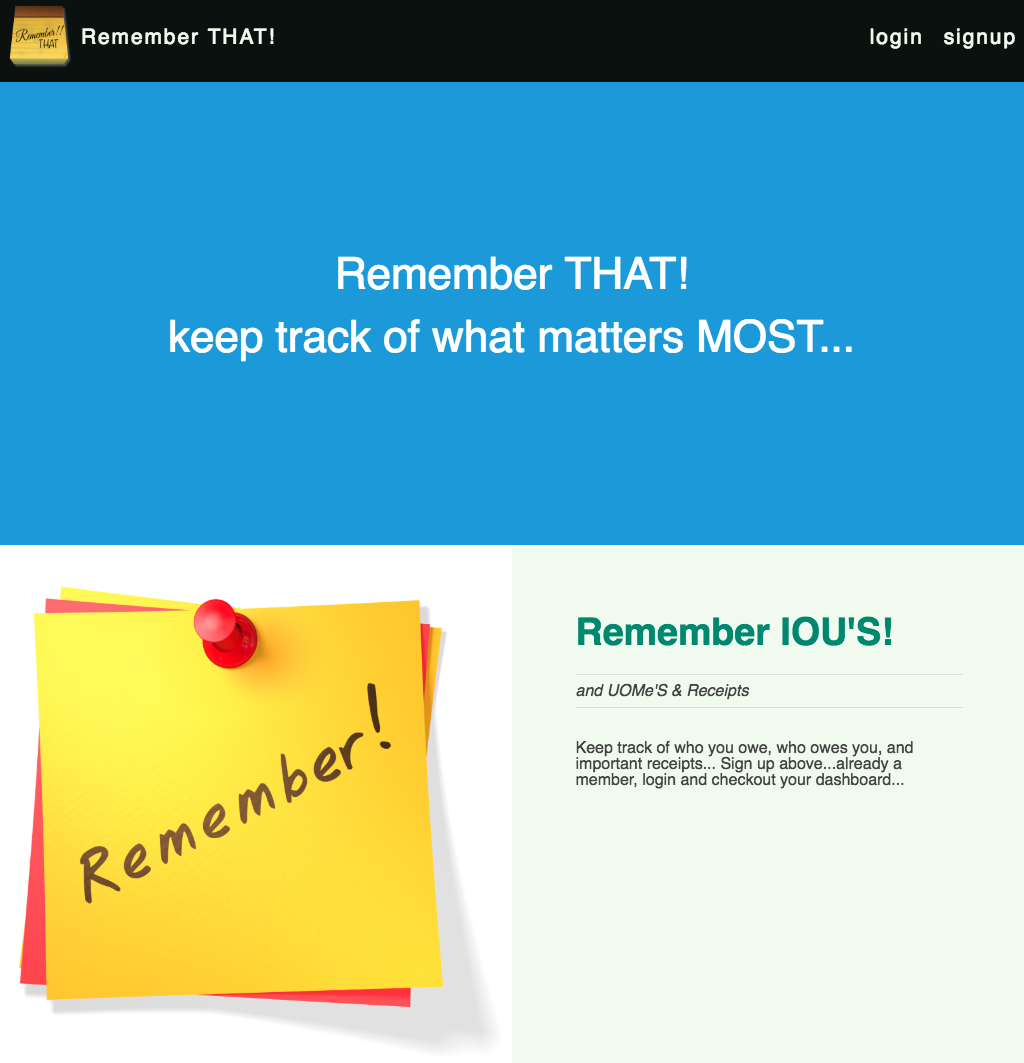 Remember!!
THAT
Remember THAT!
login signup
Remember THAT!
keep track of what matters MOST...
Remember!
Remember IOU'S!
and UOMe'S & Receipts
Keep track of who you owe, who owes you, and
important receipts... Sign up above...already a
member, login and checkout your dashboard...